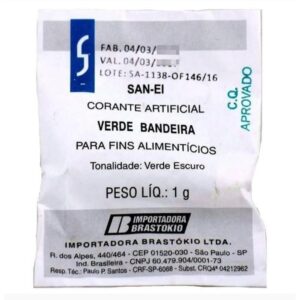 FAB. 04/03/
VAL. 04/03/
LOTE: SA-1138-OF146/16
S
SAN-EI
CORANTE ARTIFICIAL
VERDE BANDEIRA
PARA FINS ALIMENTÍCIOS
Tonalidade: Verde Escuro
PESO LÍQ.: 1 g
C.Q.
APROVADO
IMPORTADORA
BRASTÓKIO
IMPORTADORA BRASTÓKIO LTDA.
R. dos Alpes, 440/464 - CEP 01520-030 - São Paulo - SP
Ind. Brasileira - CNPJ 60.479.904/0001-73
Resp. Téc.: Paulo P. Santos - CRF-SP-6068 - Subst. CRQ4ª 04212962